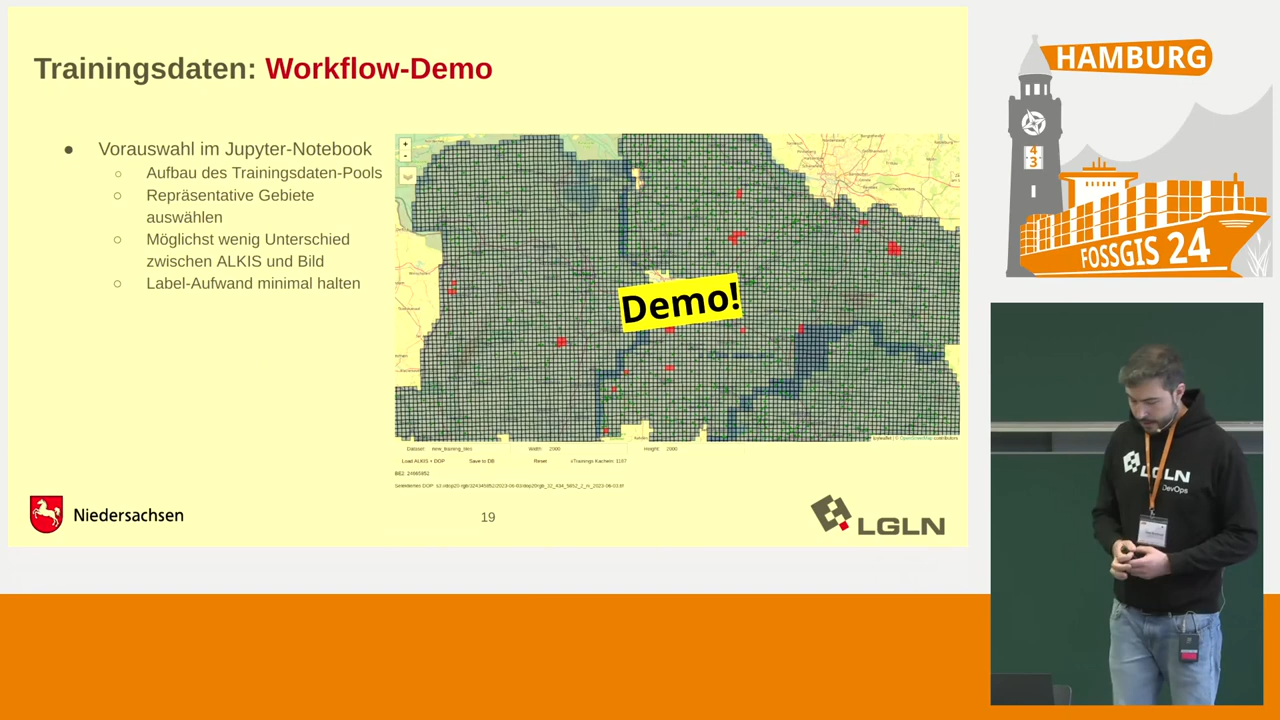 Trainingsdaten: Workflow-Demo
● Vorauswahl im Jupyter-Notebook
○ Aufbau des Trainingsdaten-Pools
○ Repräsentative Gebiete
auswählen
○ Möglichst wenig Unterschied
zwischen ALKIS und Bild
○ Label-Aufwand minimal halten
Demo!
Load ALKIS + DOP Save to DB Reset
Niedersachsen
19
LGLN
HAMBURG
4
3
FOSSGIS 24
LGLN
DevOps